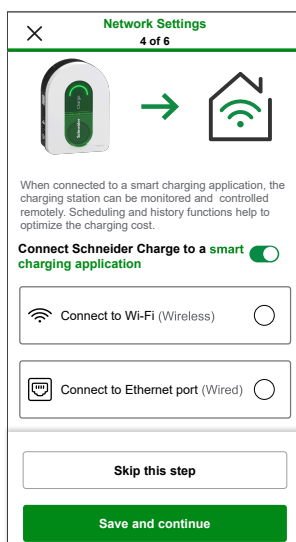 Network Settings
4 of 6
When connected to a smart charging application, the
charging station can be monitored and controlled
remotely. Scheduling and history functions help to
optimize the charging cost.
Connect Schneider Charge to a smart
charging application
Connect to Wi-Fi (Wireless)
Connect to Ethernet port (Wired)
Skip this step
Save and continue